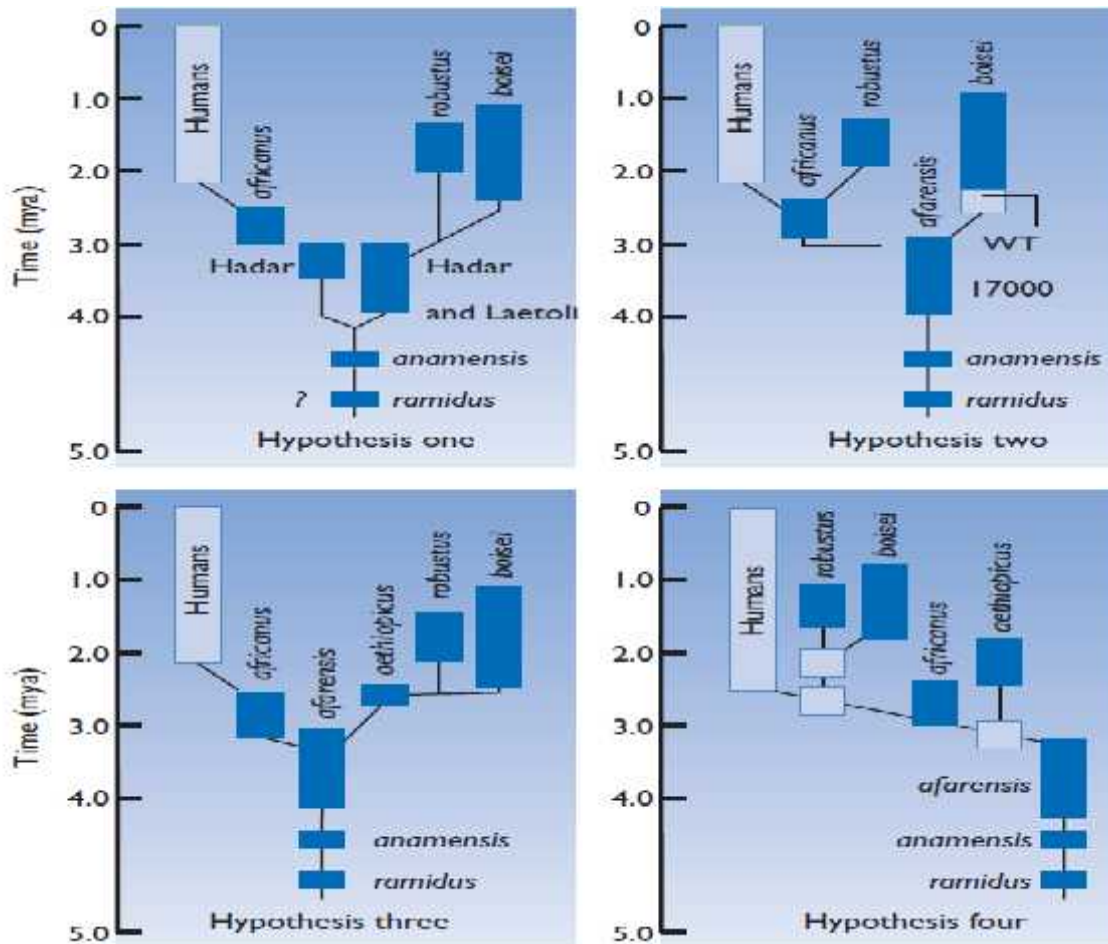 0
1.0
2.0
3.0
4.0
5.0
Time (mya)
Humans
africanus
robustus
boisei
Hadar
Hadar
and Laetoli
anamensis
? ramidus
Hypothesis one
0
1.0
2.0
3.0
4.0
5.0
Humans
africanus
robustus
afarensis
boisei
WT
17000
anamensis
ramidus
Hypothesis two
0
1.0
2.0
3.0
4.0
5.0
Time (mya)
Humans
africanus
afarensis
aethiopicus
robustus
boisei
anamensis
ramidus
Hypothesis three
0
1.0
2.0
3.0
4.0
5.0
Humans
robustus
boisei
africanus
aethiopicus
afarensis
anamensis
ramidus
Hypothesis four